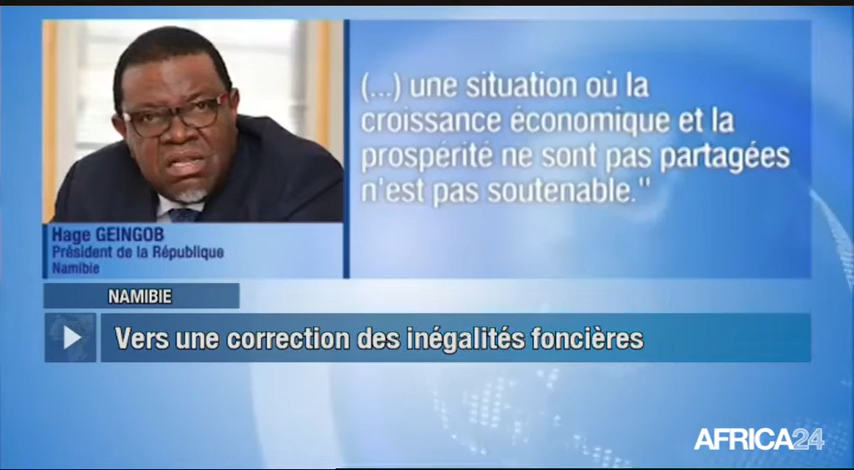 (...) une situation où la
croissance économique et la
prospérité ne sont pas partagées
n'est pas soutenable."
Hage GEINGOB
Président de la République
Namibie
NAMIBIE
Vers une correction des inégalités foncières
AFRICA24